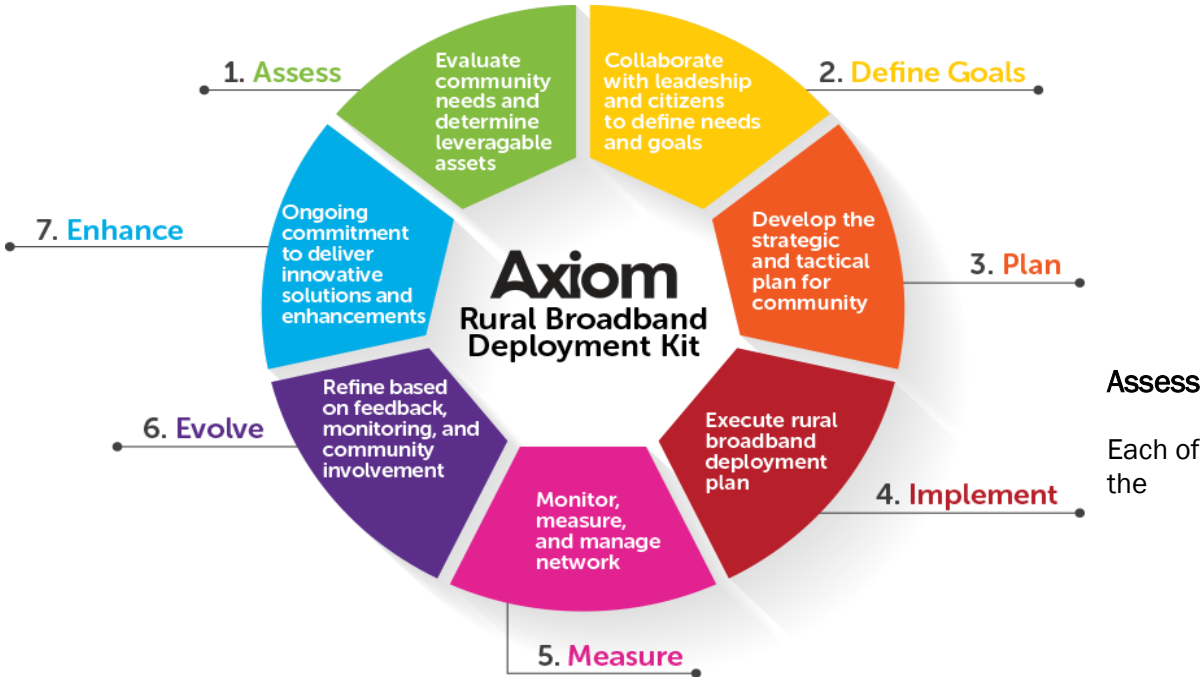 1. Assess
Evaluate
community
needs and
determine
leveragable
assets
2. Define Goals
Collaborate
with leadeship
and citizens
to define needs
and goals
3. Plan
Develop the
strategic
and tactical
plan for
community
4. Implement
Execute rural
broadband
deployment
plan
5. Measure
Monitor,
measure,
and manage
network
6. Evolve
Refine based
on feedback,
monitoring, and
community
involvement
7. Enhance
Ongoing
commitment
to deliver
innovative
solutions and
enhancements
Axiom
Rural Broadband
Deployment Kit
Assess
Each of
the